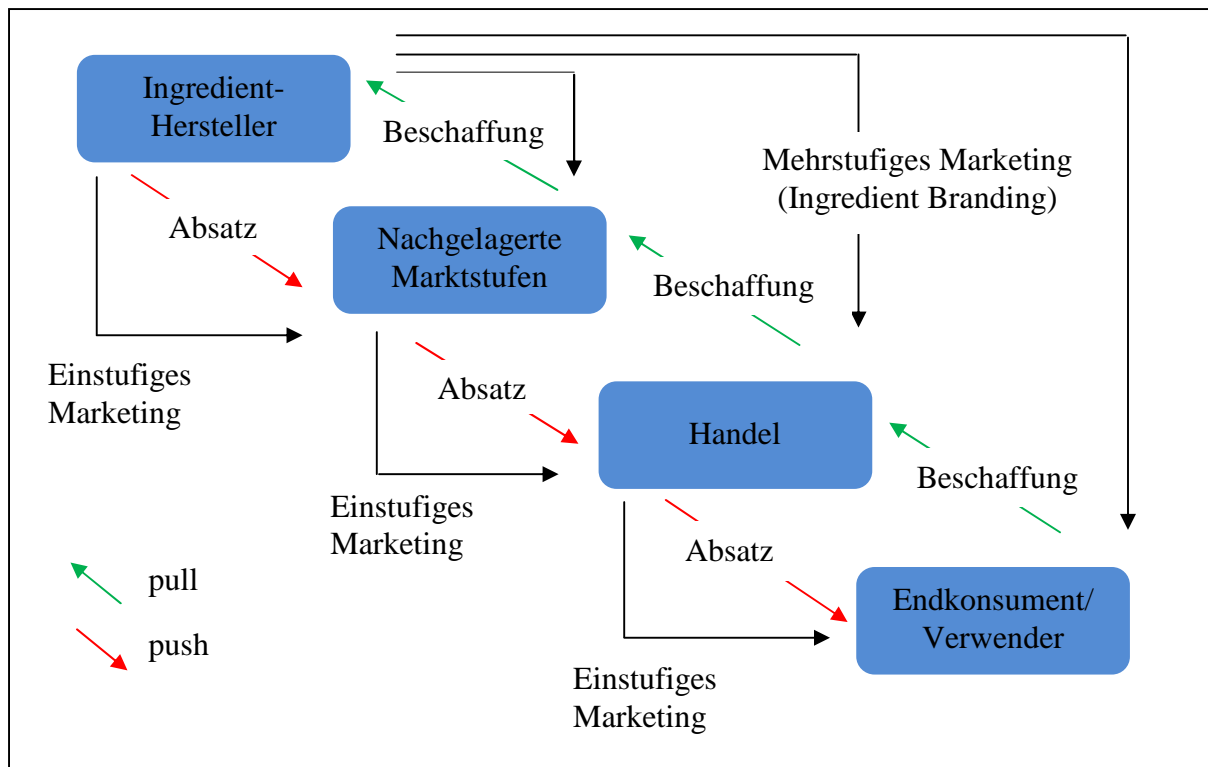 Ingredient-
Hersteller
Beschaffung
Mehrstufiges Marketing
(Ingredient Branding)
Absatz
Nachgelagerte
Marktstufen
Beschaffung
Einstufiges
Marketing
Absatz
Handel
Beschaffung
Einstufiges
Marketing
Absatz
pull
push
Endkonsument/
Verwender
Einstufiges
Marketing